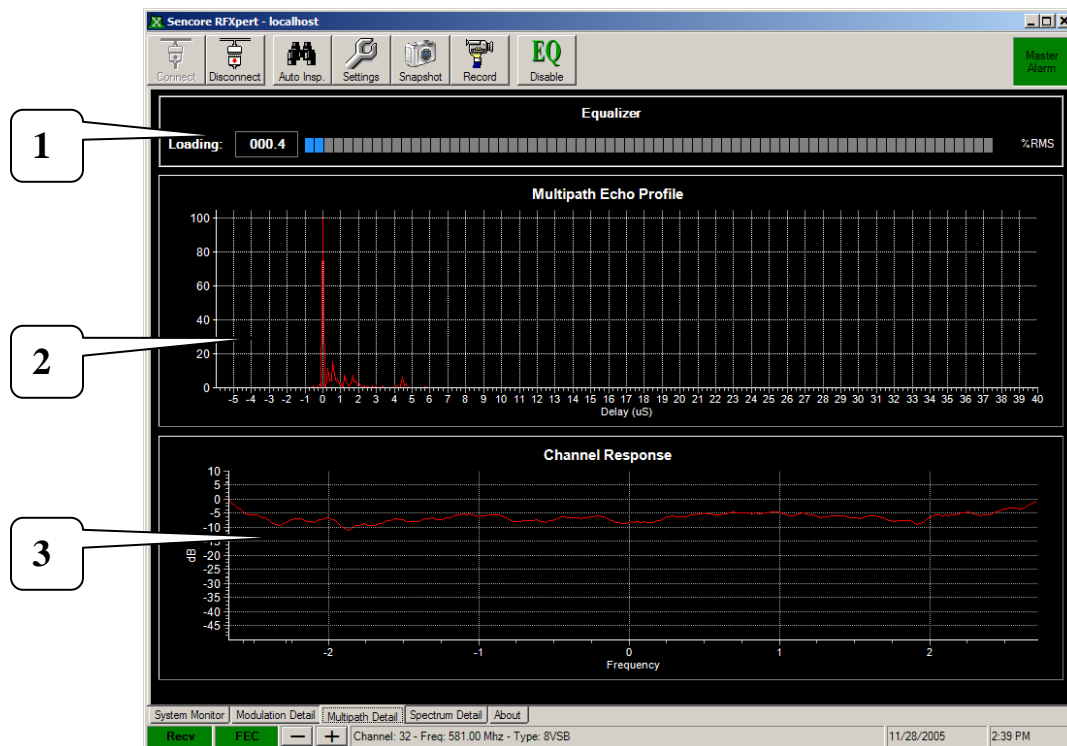 Sencore RFXpert - localhost
Connect Disconnect Auto Insp. Settings Snapshot Record EQ Disable Master Alarm
1
Equalizer
Loading: 000.4 %RMS
Multipath Echo Profile
100
80
60
40
20
0
2
-5 -4 -3 -2 -1 0 1 2 3 4 5 6 7 8 9 10 11 12 13 14 15 16 17 18 19 20 21 22 23 24 25 26 27 28 29 30 31 32 33 34 35 36 37 38 39 40
Delay (uS)
Channel Response
10
5
0
-5
-10
-15
-20
-25
-30
-35
-40
-45
dB
3
-2 -1 0 1 2
Frequency
System Monitor Modulation Detail Multipath Detail Spectrum Detail About
Recv FEC Channel: 32 - Freq: 581.00 Mhz - Type: 8VSB 11/28/2005 2:39 PM